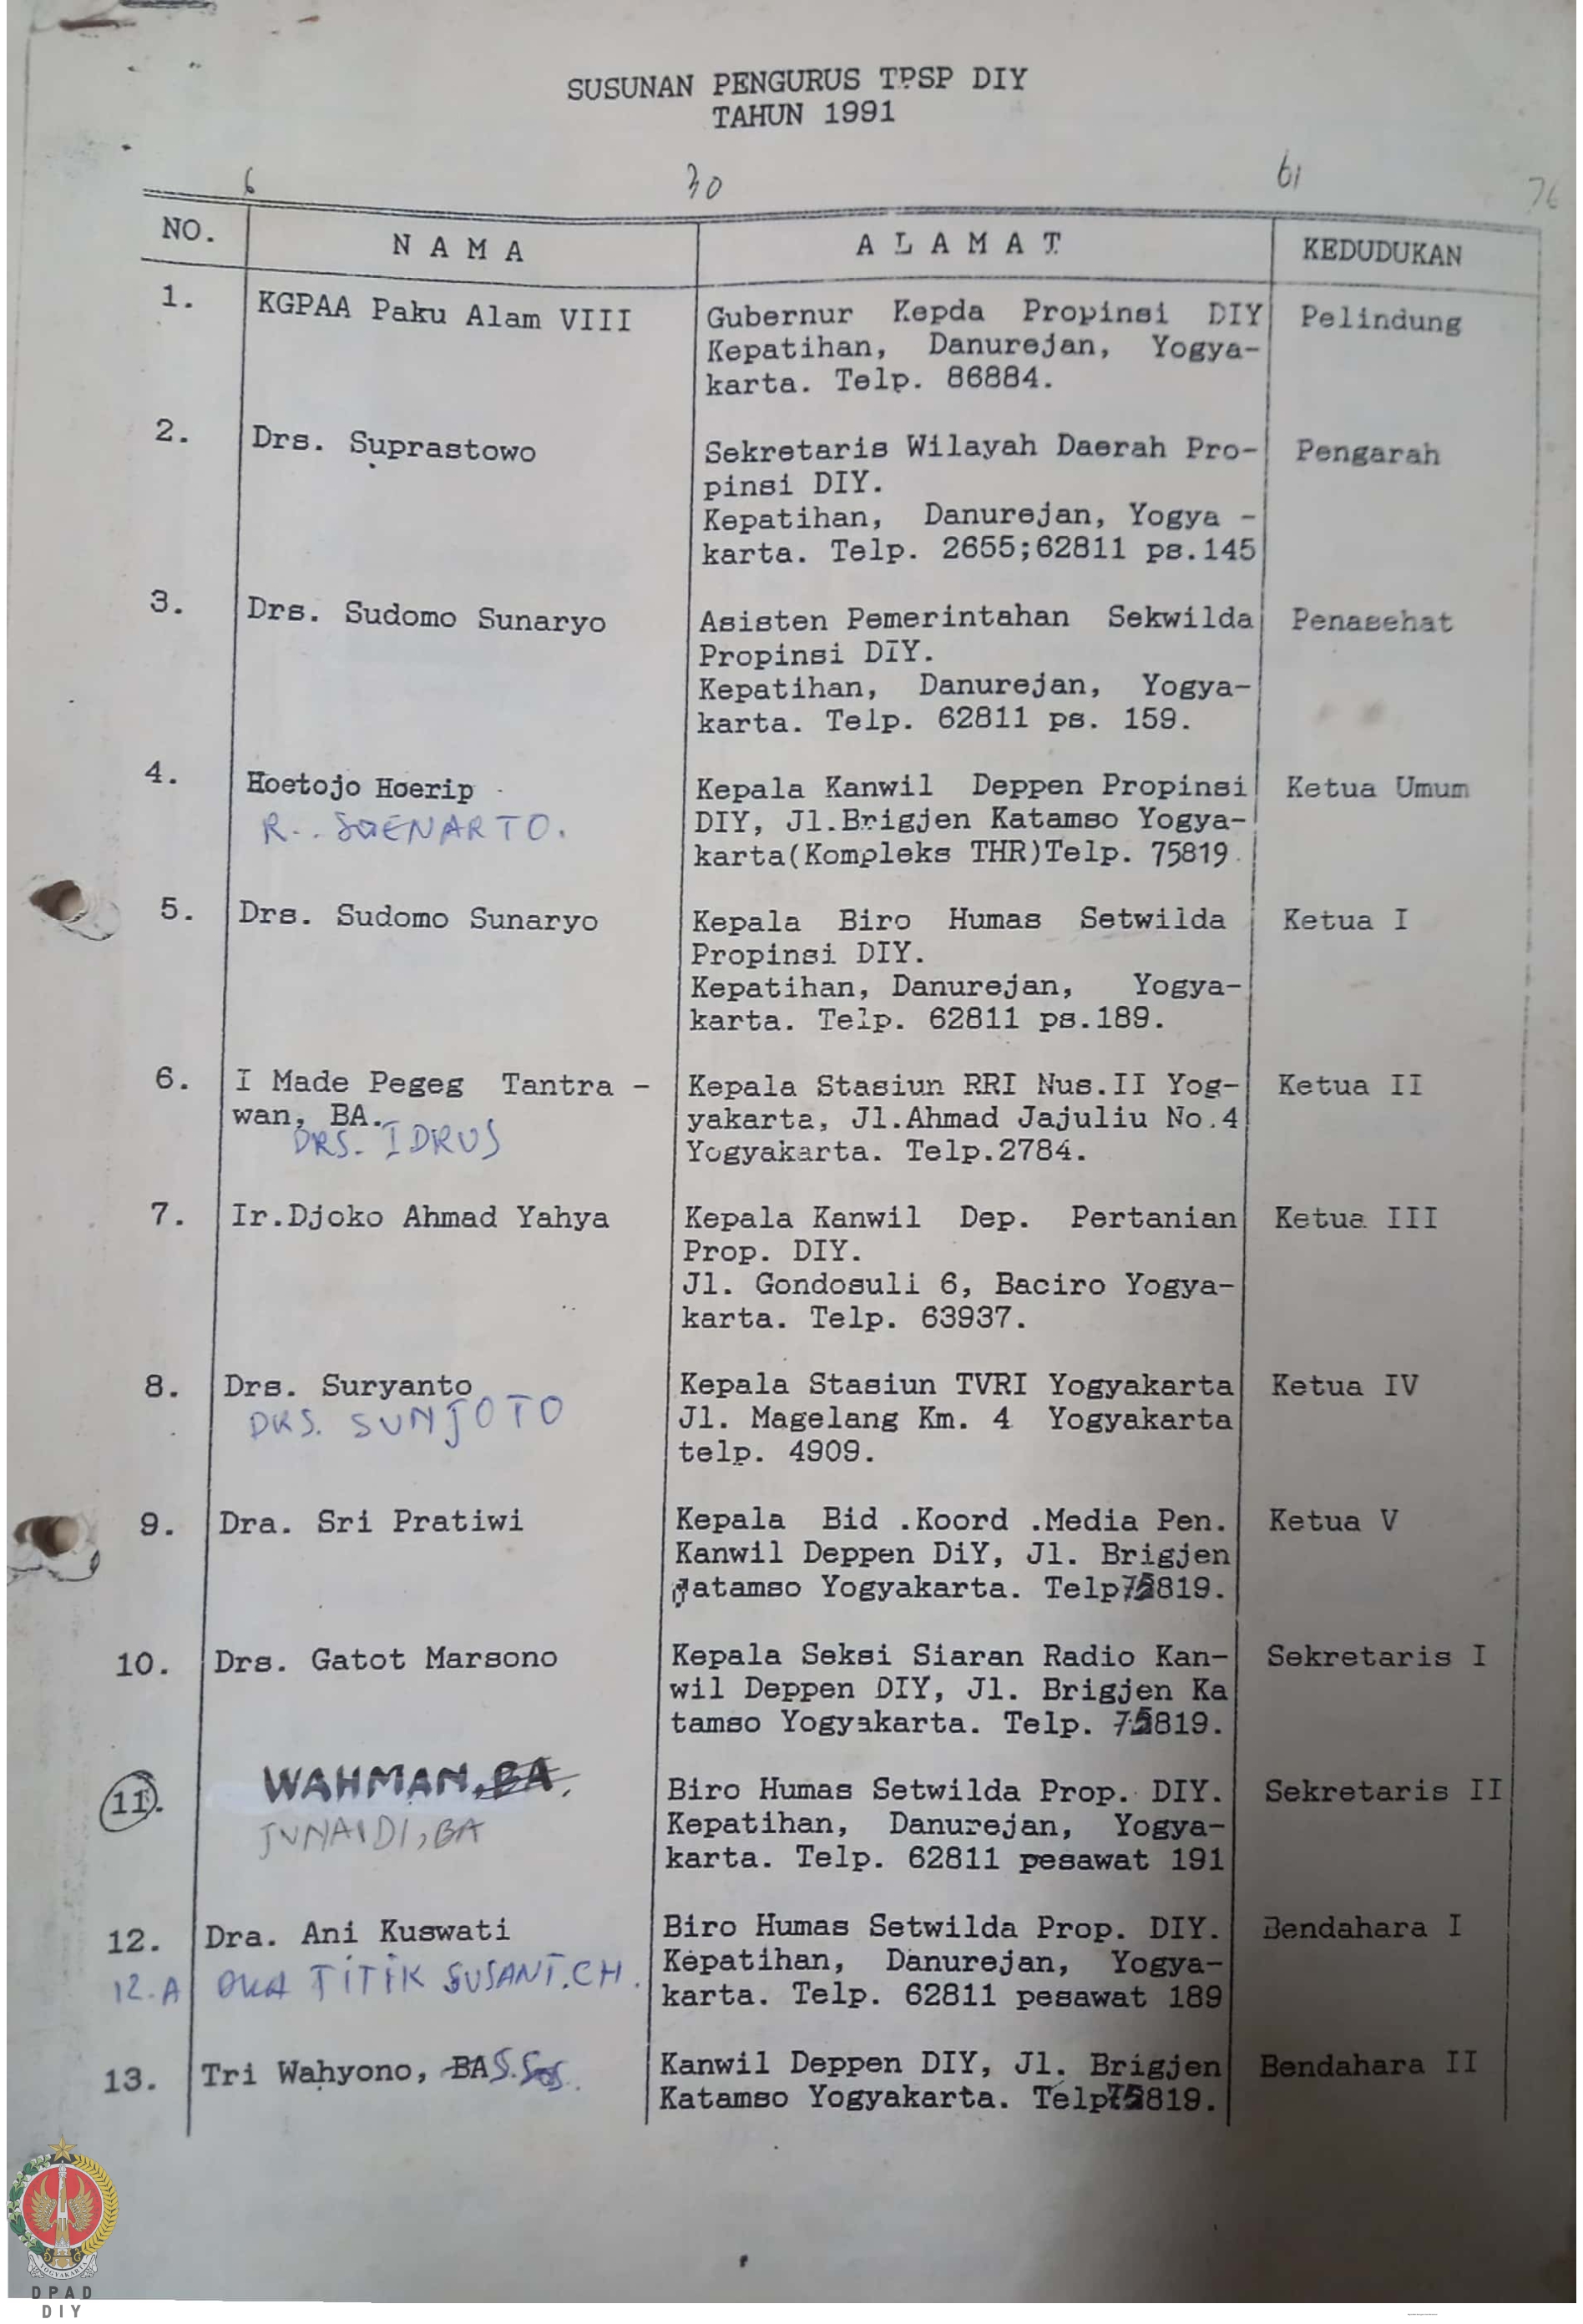 SUSUNAN PENGURUS TPSP DIY
TAHUN 1991
6 30 61 76
NO. N A M A A L A M A T KEDUDUKAN
1. KGPAA Paku Alam VIII Gubernur Kepda Propinsi DIY Pelindung
Kepatihan, Danurejan, Yogya-
karta. Telp. 86884.
2. Drs. Suprastowo Sekretaris Wilayah Daerah Pro- Pengarah
pinsi DIY.
Kepatihan, Danurejan, Yogya -
karta. Telp. 2655;62811 ps.145
3. Drs. Sudomo Sunaryo Asisten Pemerintahan Sekwilda Penasehat
Propinsi DIY.
Kepatihan, Danurejan, Yogya-
karta. Telp. 62811 ps. 159.
4. Hoetojo Hoerip Kepala Kanwil Deppen Propinsi Ketua Umum
R. SOENARTO. DIY, Jl.Brigjen Katamso Yogya-
karta(Kompleks THR)Telp. 75819.
5. Drs. Sudomo Sunaryo Kepala Biro Humas Setwilda Ketua I
Propinsi DIY.
Kepatihan, Danurejan, Yogya-
karta. Telp. 62811 ps.189.
6. I Made Pegeg Tantra - Kepala Stasiun RRI Nus.II Yog- Ketua II
wan, BA. yakarta, Jl.Ahmad Jajuliu No.4
DRS. IDRUS Yogyakarta. Telp.2784.
7. Ir.Djoko Ahmad Yahya Kepala Kanwil Dep. Pertanian Ketua III
Prop. DIY.
Jl. Gondosuli 6, Baciro Yogya-
karta. Telp. 63937.
8. Drs. Suryanto Kepala Stasiun TVRI Yogyakarta Ketua IV
DRS. SUNJOTO Jl. Magelang Km. 4 Yogyakarta
telp. 4909.
9. Dra. Sri Pratiwi Kepala Bid .Koord .Media Pen. Ketua V
Kanwil Deppen DiY, Jl. Brigjen
Katamso Yogyakarta. Telp75819.
10. Drs. Gatot Marsono Kepala Seksi Siaran Radio Kan- Sekretaris I
wil Deppen DIY, Jl. Brigjen Ka
tamso Yogyakarta. Telp. 75819.
11. WAHMAN, BA. Biro Humas Setwilda Prop. DIY. Sekretaris II
JUNAIDI, BA Kepatihan, Danurejan, Yogya-
karta. Telp. 62811 pesawat 191
12. Dra. Ani Kuswati Biro Humas Setwilda Prop. DIY. Bendahara I
12.A DRA TITIK SUSANT.CH. Kepatihan, Danurejan, Yogya-
karta. Telp. 62811 pesawat 189
13. Tri Wahyono, BA S.Sos. Kanwil Deppen DIY, Jl. Brigjen Bendahara II
Katamso Yogyakarta. Telp75819.
YOGYAKARTA
DPAD
DIY